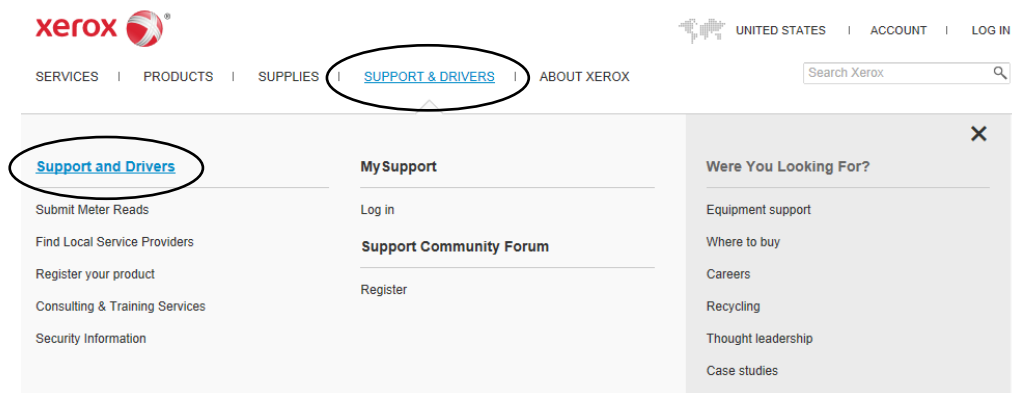 xerox ®
UNITED STATES | ACCOUNT | LOG IN
SERVICES | PRODUCTS | SUPPLIES | SUPPORT & DRIVERS | ABOUT XEROX
Search Xerox
Support and Drivers
Submit Meter Reads
Find Local Service Providers
Register your product
Consulting & Training Services
Security Information
My Support
Log in
Support Community Forum
Register
Were You Looking For?
Equipment support
Where to buy
Careers
Recycling
Thought leadership
Case studies